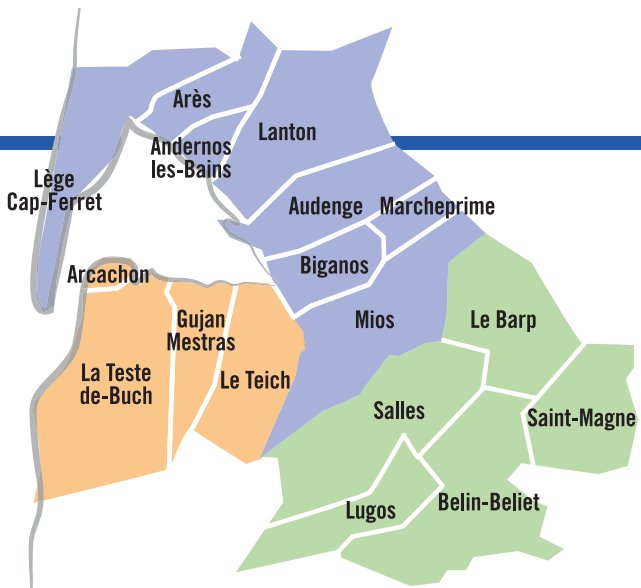 Arès
Lanton
Andernos
les-Bains
Lège
Cap-Ferret
Audenge
Marcheprime
Biganos
Arcachon
Mios
Gujan
Mestras
Le Barp
La Teste
de-Buch
Le Teich
Salles
Saint-Magne
Lugos
Belin-Beliet